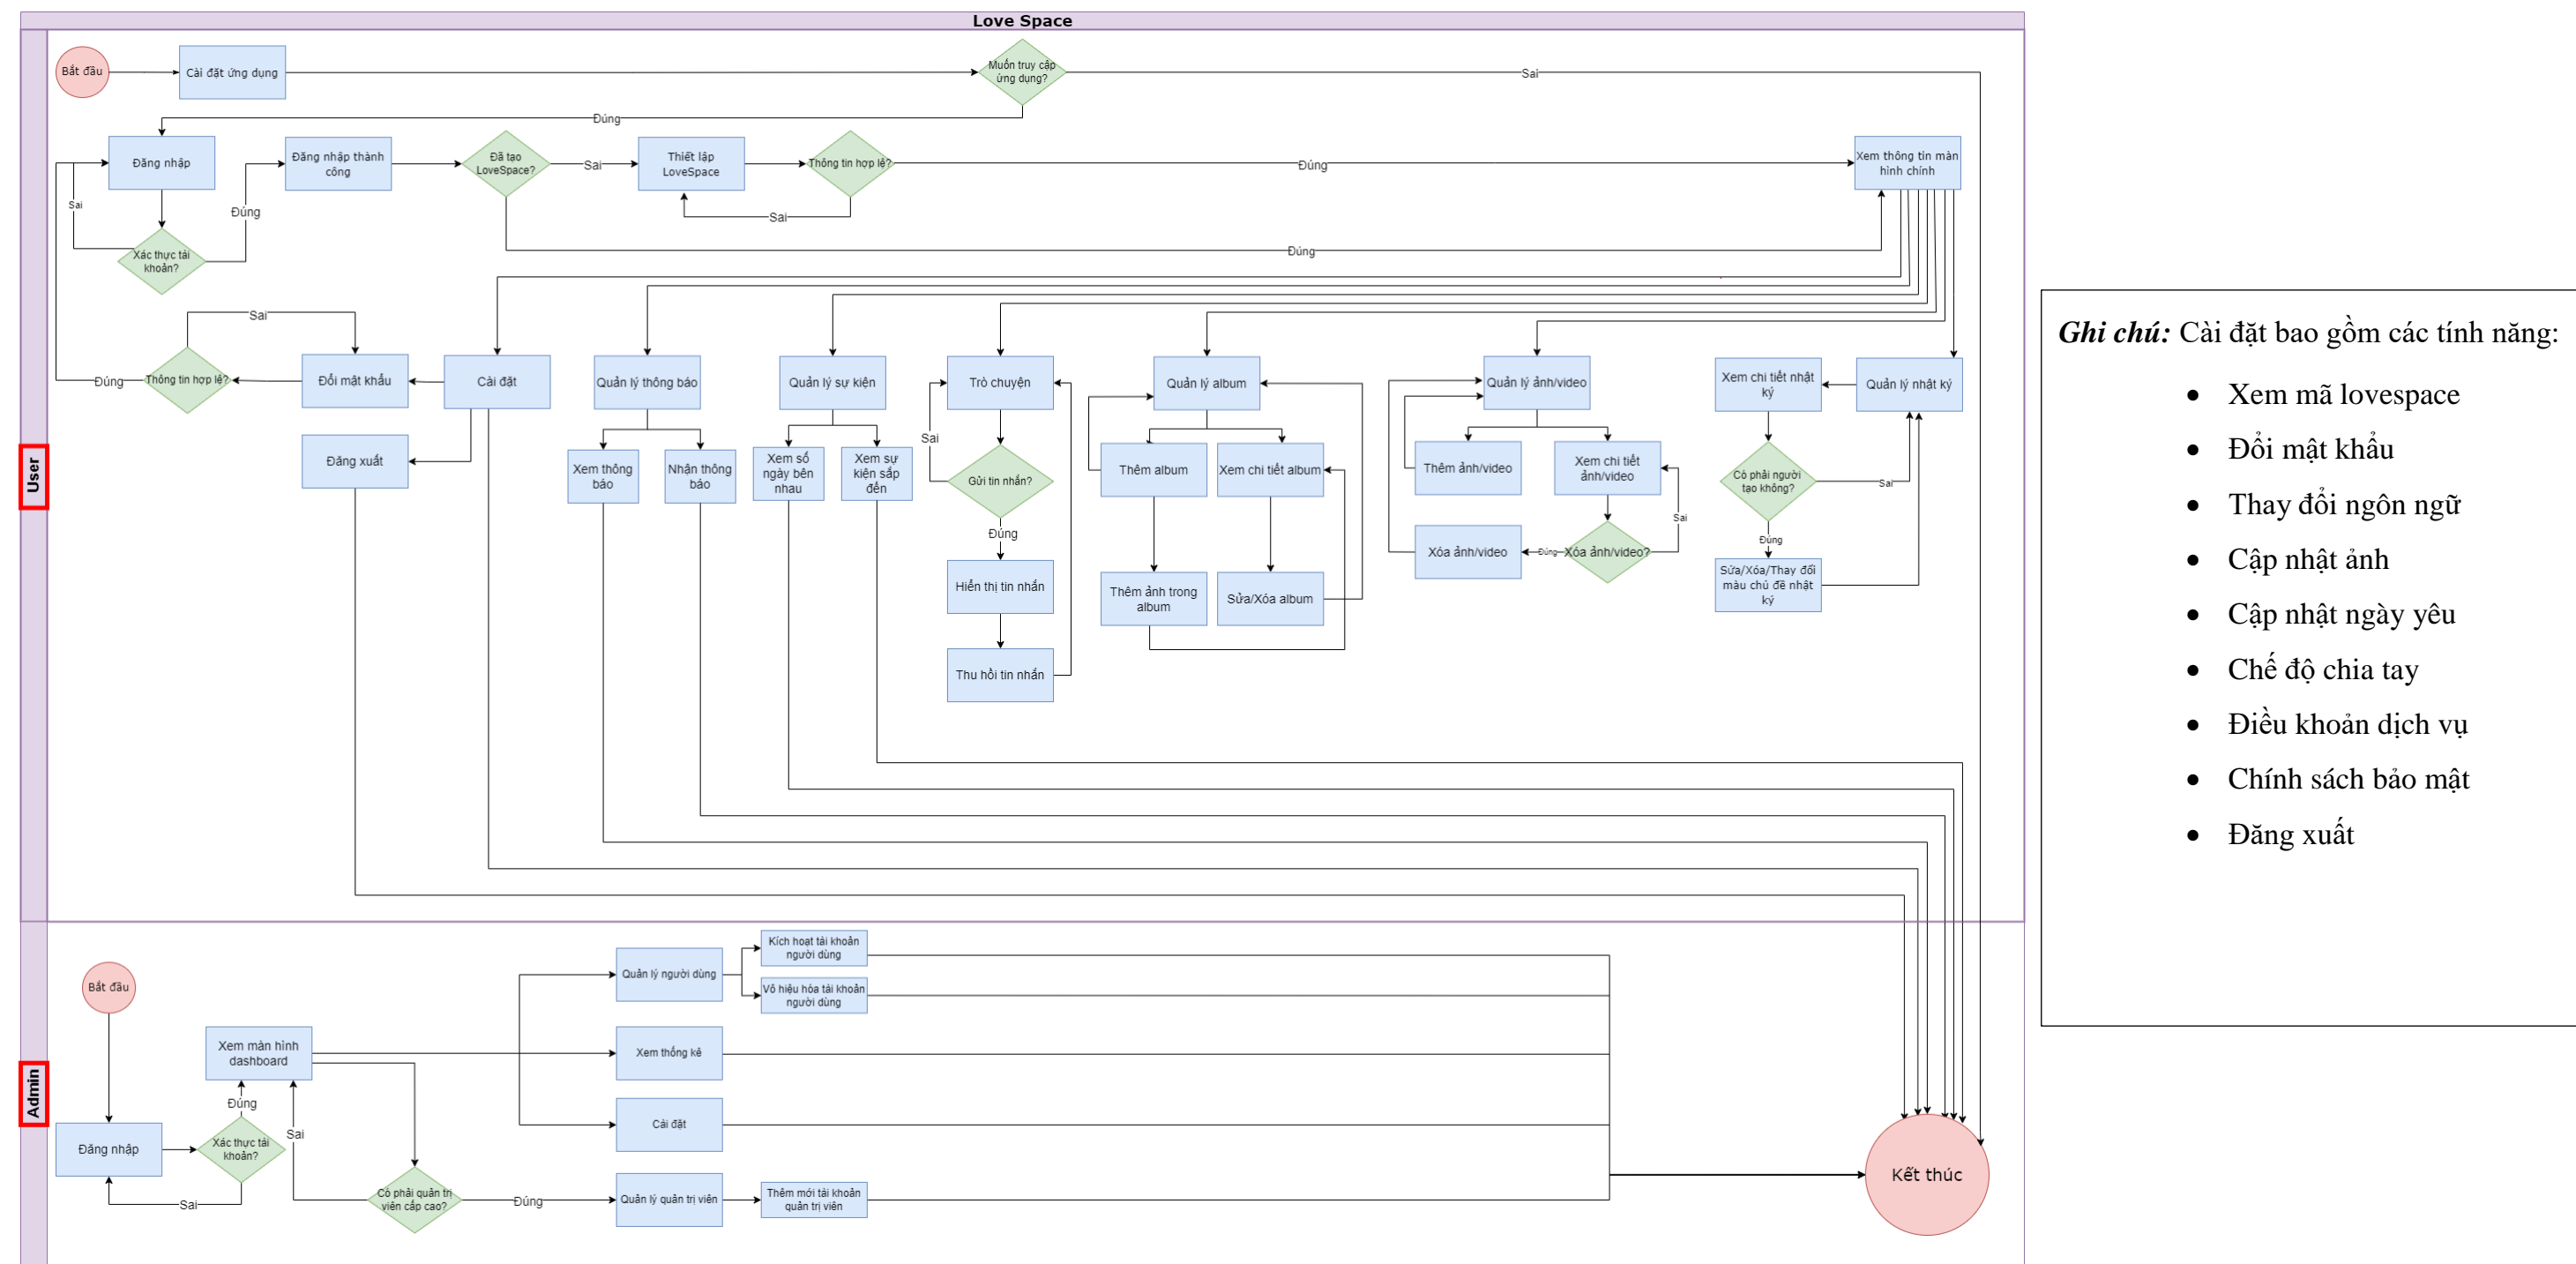 Love Space
User
Bắt đầu
Cài đặt ứng dụng
Muốn truy cập
ứng dụng?
Sai
Đúng
Đăng nhập
Đăng nhập thành
công
Đã tạo
LoveSpace?
Sai
Thiết lập
LoveSpace
Thông tin hợp lệ?
Đúng
Xem thông tin màn
hình chính
Sai
Đúng
Sai
Xác thực tài
khoản?
Đúng
Sai
Đúng
Thông tin hợp lệ?
Đổi mật khẩu
Cài đặt
Quản lý thông báo
Quản lý sự kiện
Trò chuyện
Quản lý album
Quản lý ảnh/video
Xem chi tiết nhật
ký
Quản lý nhật ký
Đăng xuất
Xem thông
báo
Nhận thông
báo
Xem số
ngày bên
nhau
Xem sự
kiện sắp
đến
Sai
Gửi tin nhắn?
Đúng
Hiển thị tin nhắn
Thu hồi tin nhắn
Thêm album
Xem chi tiết album
Thêm ảnh trong
album
Sửa/Xóa album
Thêm ảnh/video
Xem chi tiết
ảnh/video
Sai
Xóa ảnh/video
Đúng
Xóa ảnh/video?
Có phải người
tạo không?
Sai
Đúng
Sửa/Xóa/Thay đổi
màu chủ đề nhật
ký
Ghi chú: Cài đặt bao gồm các tính năng:
• Xem mã lovespace
• Đổi mật khẩu
• Thay đổi ngôn ngữ
• Cập nhật ảnh
• Cập nhật ngày yêu
• Chế độ chia tay
• Điều khoản dịch vụ
• Chính sách bảo mật
• Đăng xuất
Admin
Bắt đầu
Đăng nhập
Xác thực tài
khoản?
Sai
Đúng
Xem màn hình
dashboard
Sai
Có phải quản trị
viên cấp cao?
Đúng
Quản lý người dùng
Kích hoạt tài khoản
người dùng
Vô hiệu hóa tài khoản
người dùng
Xem thống kê
Cài đặt
Quản lý quản trị viên
Thêm mới tài khoản
quản trị viên
Kết thúc